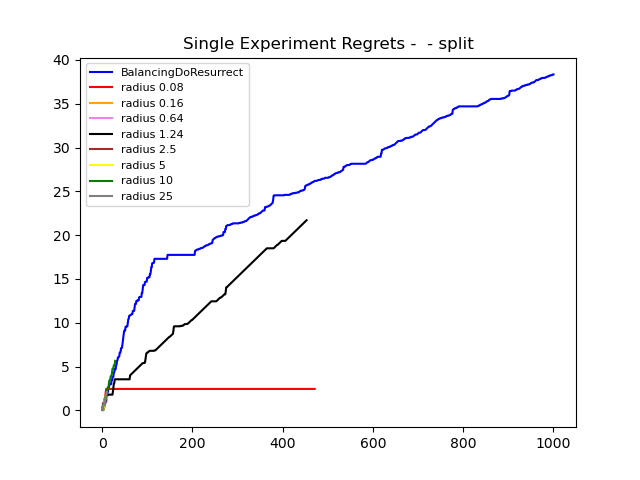 Single Experiment Regrets -  - split
40
35
30
25
20
15
10
5
0
BalancingDoResurrect
radius 0.08
radius 0.16
radius 0.64
radius 1.24
radius 2.5
radius 5
radius 10
radius 25
0 200 400 600 800 1000